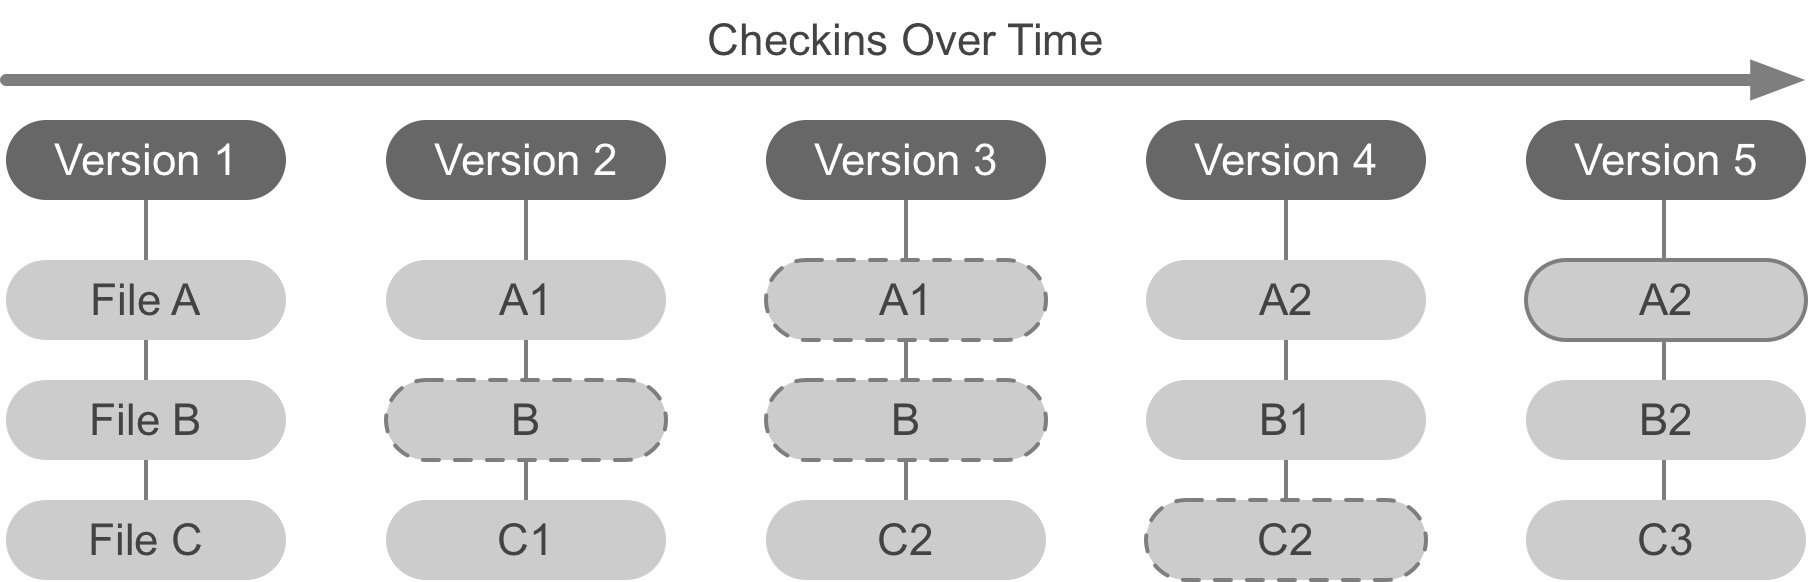 Checkins Over Time
Version 1 Version 2 Version 3 Version 4 Version 5
File A A1 A1 A2 A2
File B B B B1 B2
File C C1 C2 C2 C3